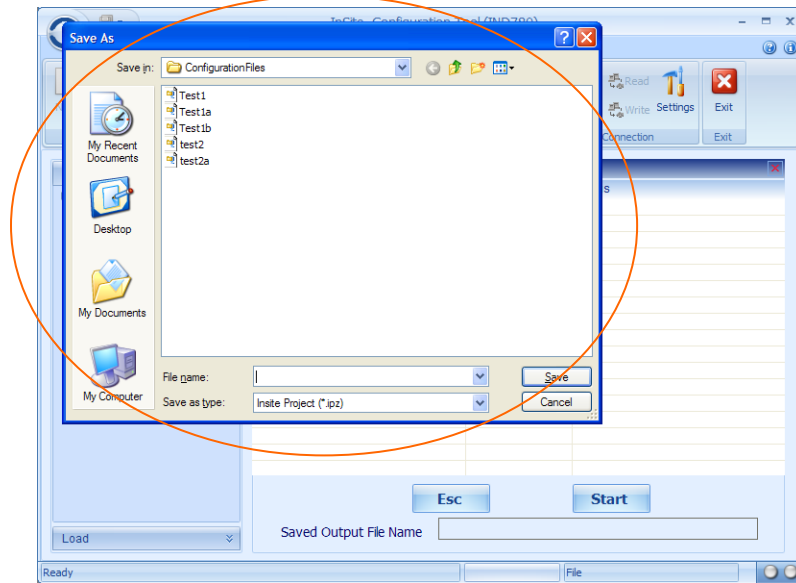 InSite Configuration Tool (IND780)
Save As
Save in:
ConfigurationFiles
Test1
Test1a
Test1b
test2
test2a
My Recent
Documents
Desktop
My Documents
My Computer
File name:
Save
Save as type:
Insite Project (*.ipz)
Cancel
Read
Write
Settings
Exit
Connection
Exit
s
Esc
Start
Load
Saved Output File Name
Ready
File